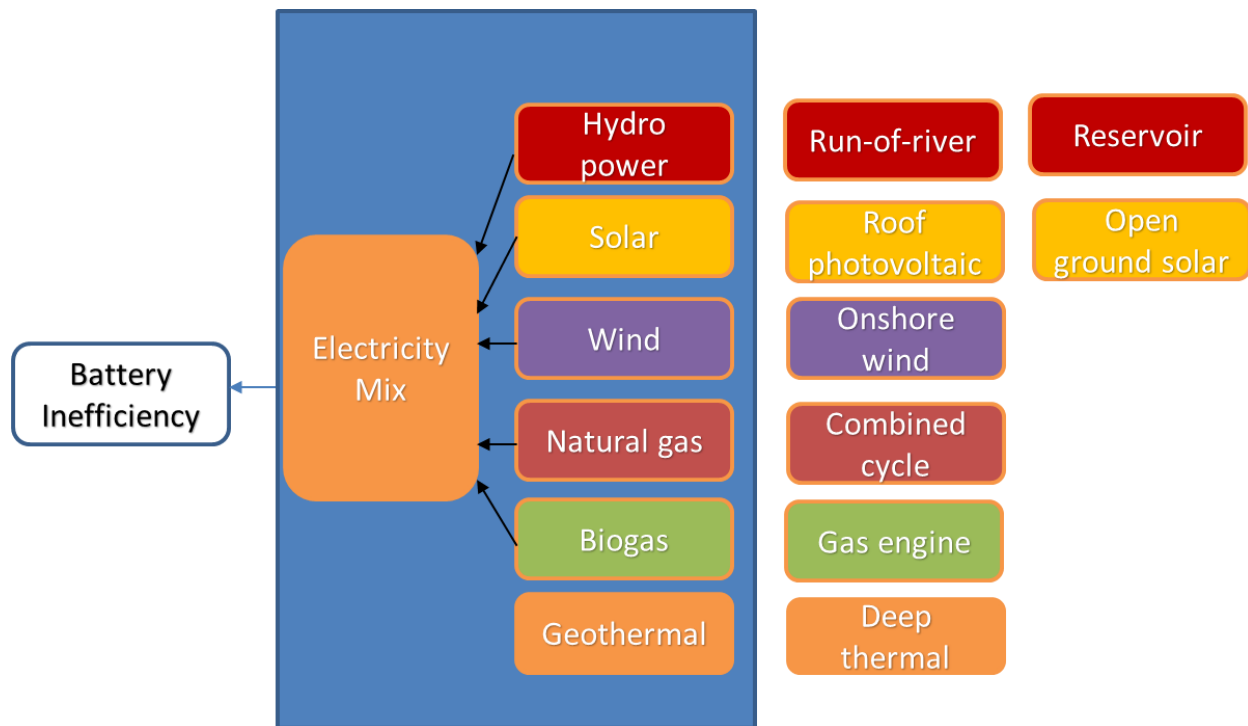 Hydro
power
Run-of-river
Reservoir
Solar
Roof
photovoltaic
Open
ground solar
Electricity
Mix
Wind
Onshore
wind
Battery
Inefficiency
Natural gas
Combined
cycle
Biogas
Gas engine
Geothermal
Deep
thermal